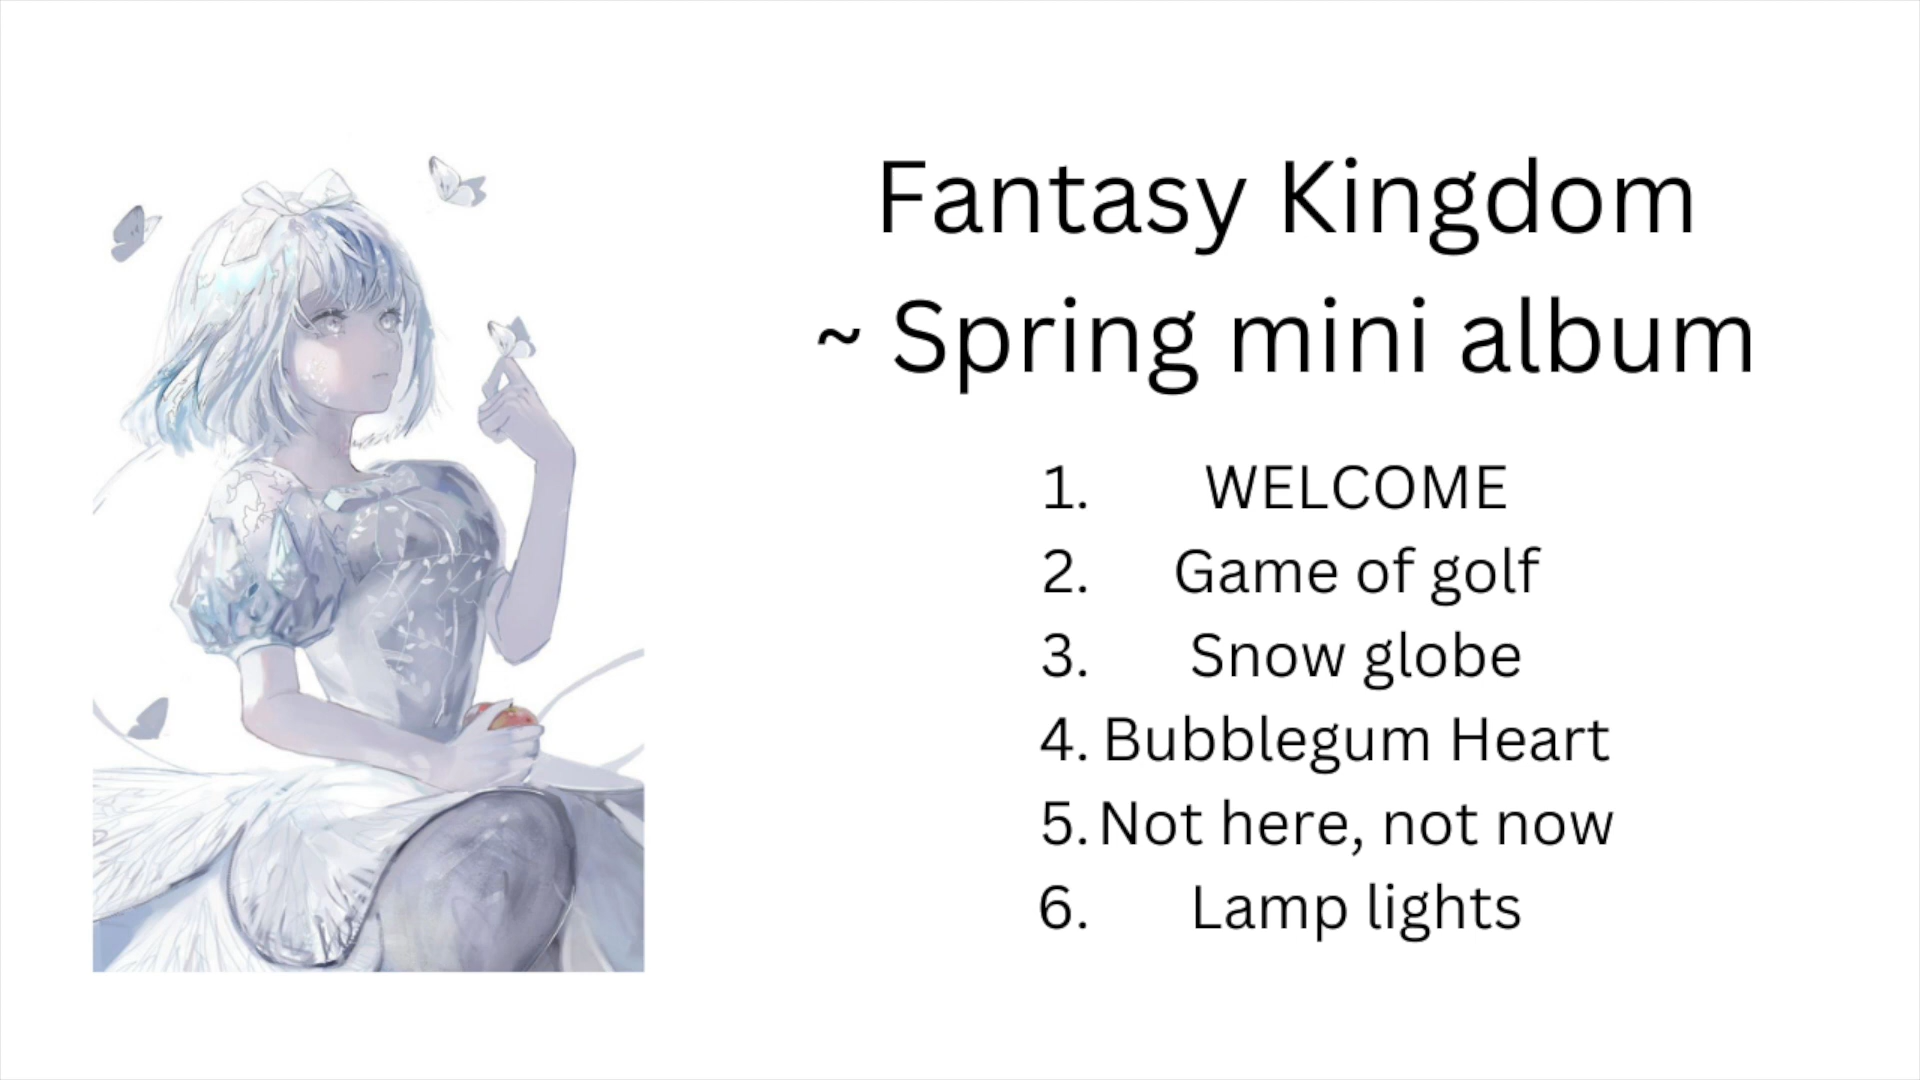 Fantasy Kingdom
~ Spring mini album
1. WELCOME
2. Game of golf
3. Snow globe
4. Bubblegum Heart
5. Not here, not now
6. Lamp lights